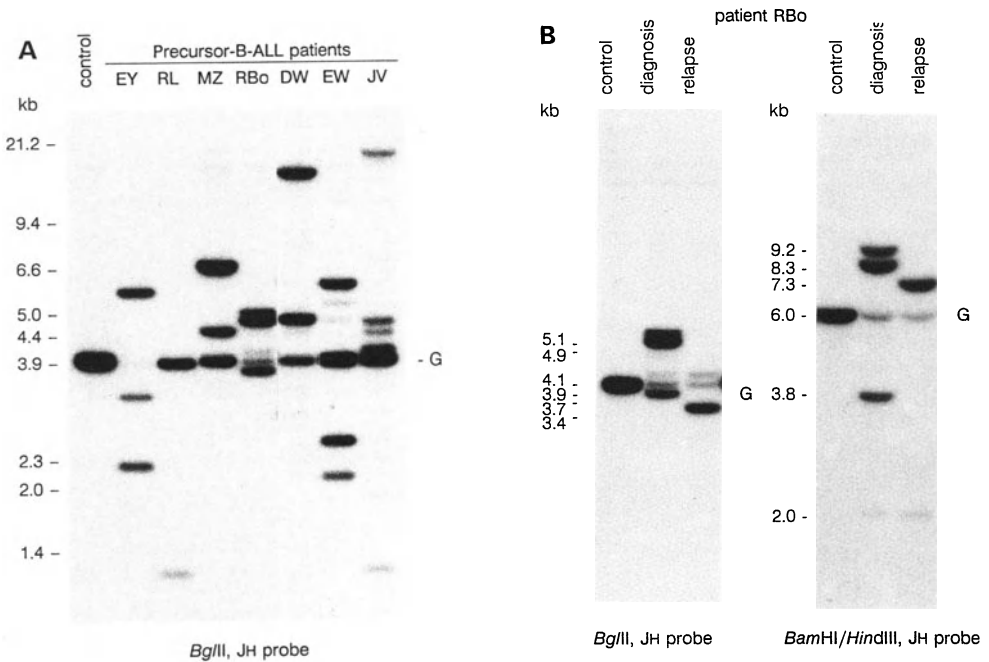 A
control
Precursor-B-ALL patients
EY RL MZ RBo DW EW JV
kb
21.2 –
9.4 –
6.6 –
5.0 –
4.4 –
3.9 –
- G
2.3 –
2.0 –
1.4 –
BglII, JH probe
B
patient RBo
control
diagnosis
relapse
kb
5.1 -
4.9 -
4.1 -
3.9 -
3.7 -
3.4 -
G
BglII, JH probe
control
diagnosis
relapse
kb
9.2 -
8.3 -
7.3 -
6.0 -
G
3.8 -
2.0 -
BamHI/HindIII, JH probe